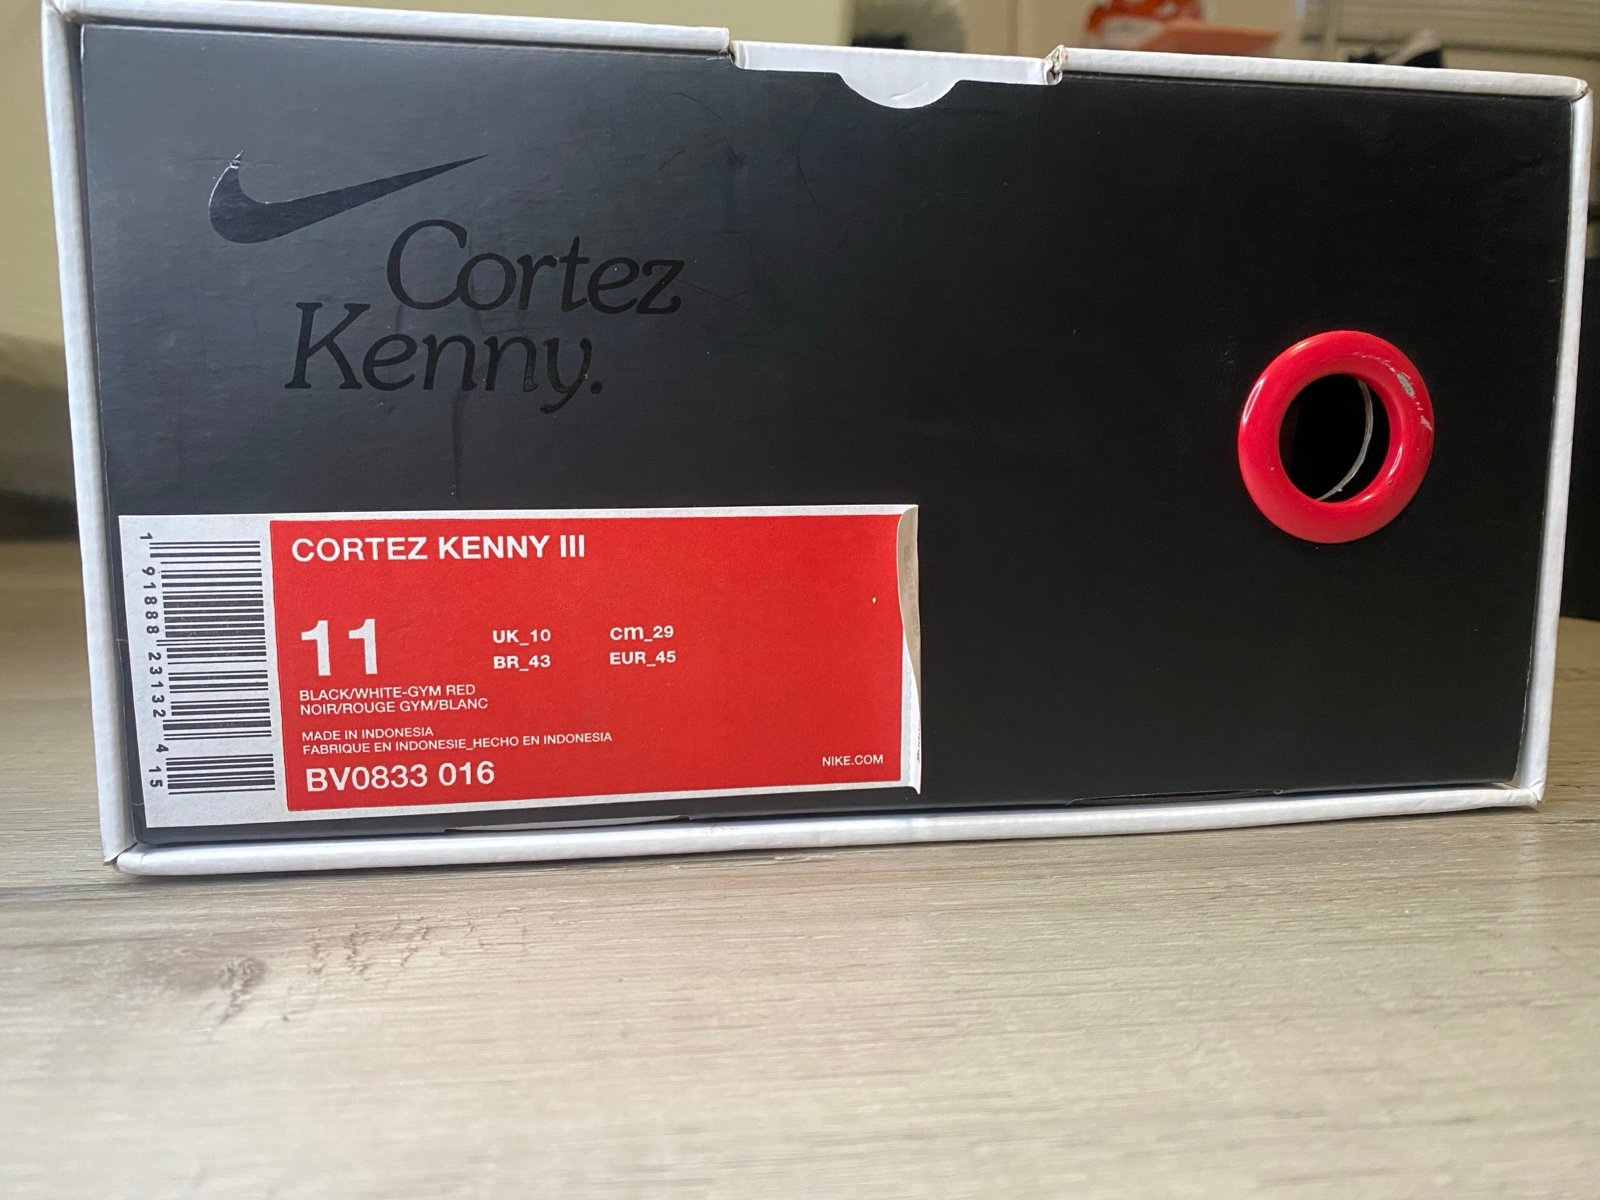 Cortez
Kenny.
CORTEZ KENNY III
11
UK_10 cm_29
BR_43 EUR_45
BLACK/WHITE-GYM RED
NOIR/ROUGE GYM/BLANC
MADE IN INDONESIA
FABRIQUE EN INDONESIE_HECHO EN INDONESIA
BV0833 016
NIKE.COM
1 91888 23132 4 15